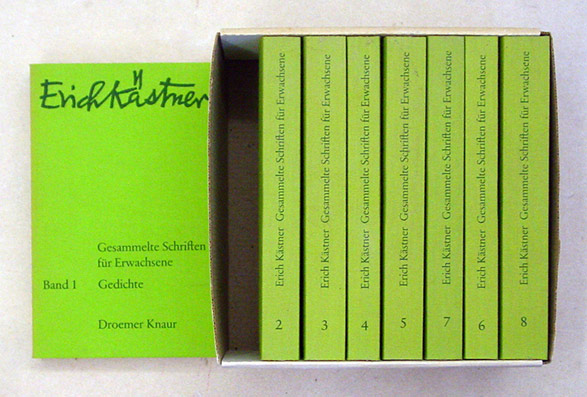 Erich Kästner
Gesammelte Schriften
für Erwachsene
Band 1 Gedichte
Droemer Knaur
Erich Kästner Gesammelte Schriften für Erwachsene
2
Erich Kästner Gesammelte Schriften für Erwachsene
3
Erich Kästner Gesammelte Schriften für Erwachsene
4
Erich Kästner Gesammelte Schriften für Erwachsene
5
Erich Kästner Gesammelte Schriften für Erwachsene
7
Erich Kästner Gesammelte Schriften für Erwachsene
6
Erich Kästner Gesammelte Schriften für Erwachsene
8